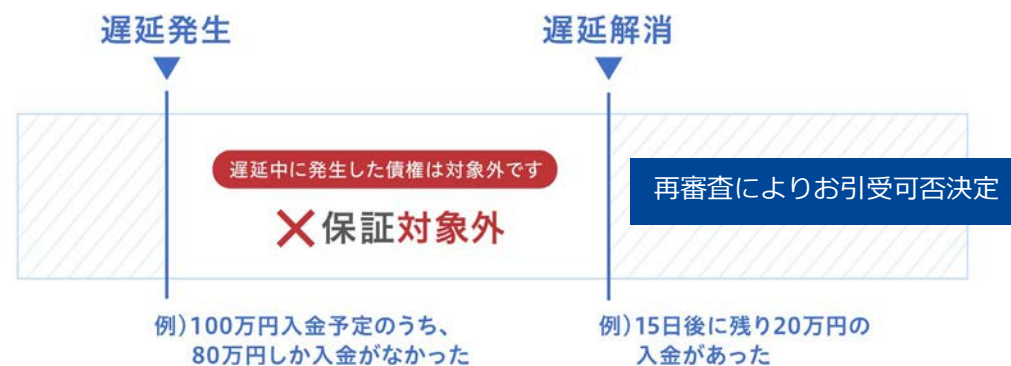 遅延発生
遅延解消
遅延中に発生した債権は対象外です
保証対象外
再審査によりお引受可否決定
例)100万円入金予定のうち、
80万円しか入金がなかった
例)15日後に残り20万円の
入金があった